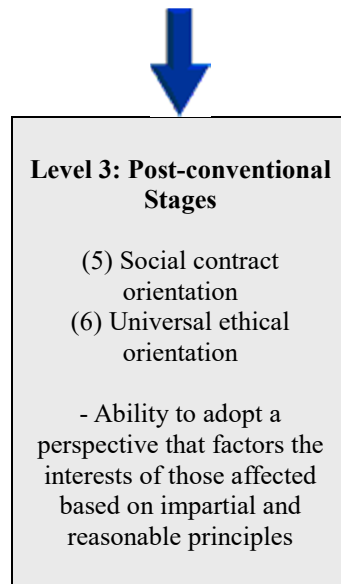 Level 3: Post-conventional
Stages
(5) Social contract
orientation
(6) Universal ethical
orientation
- Ability to adopt a
perspective that factors the
interests of those affected
based on impartial and
reasonable principles